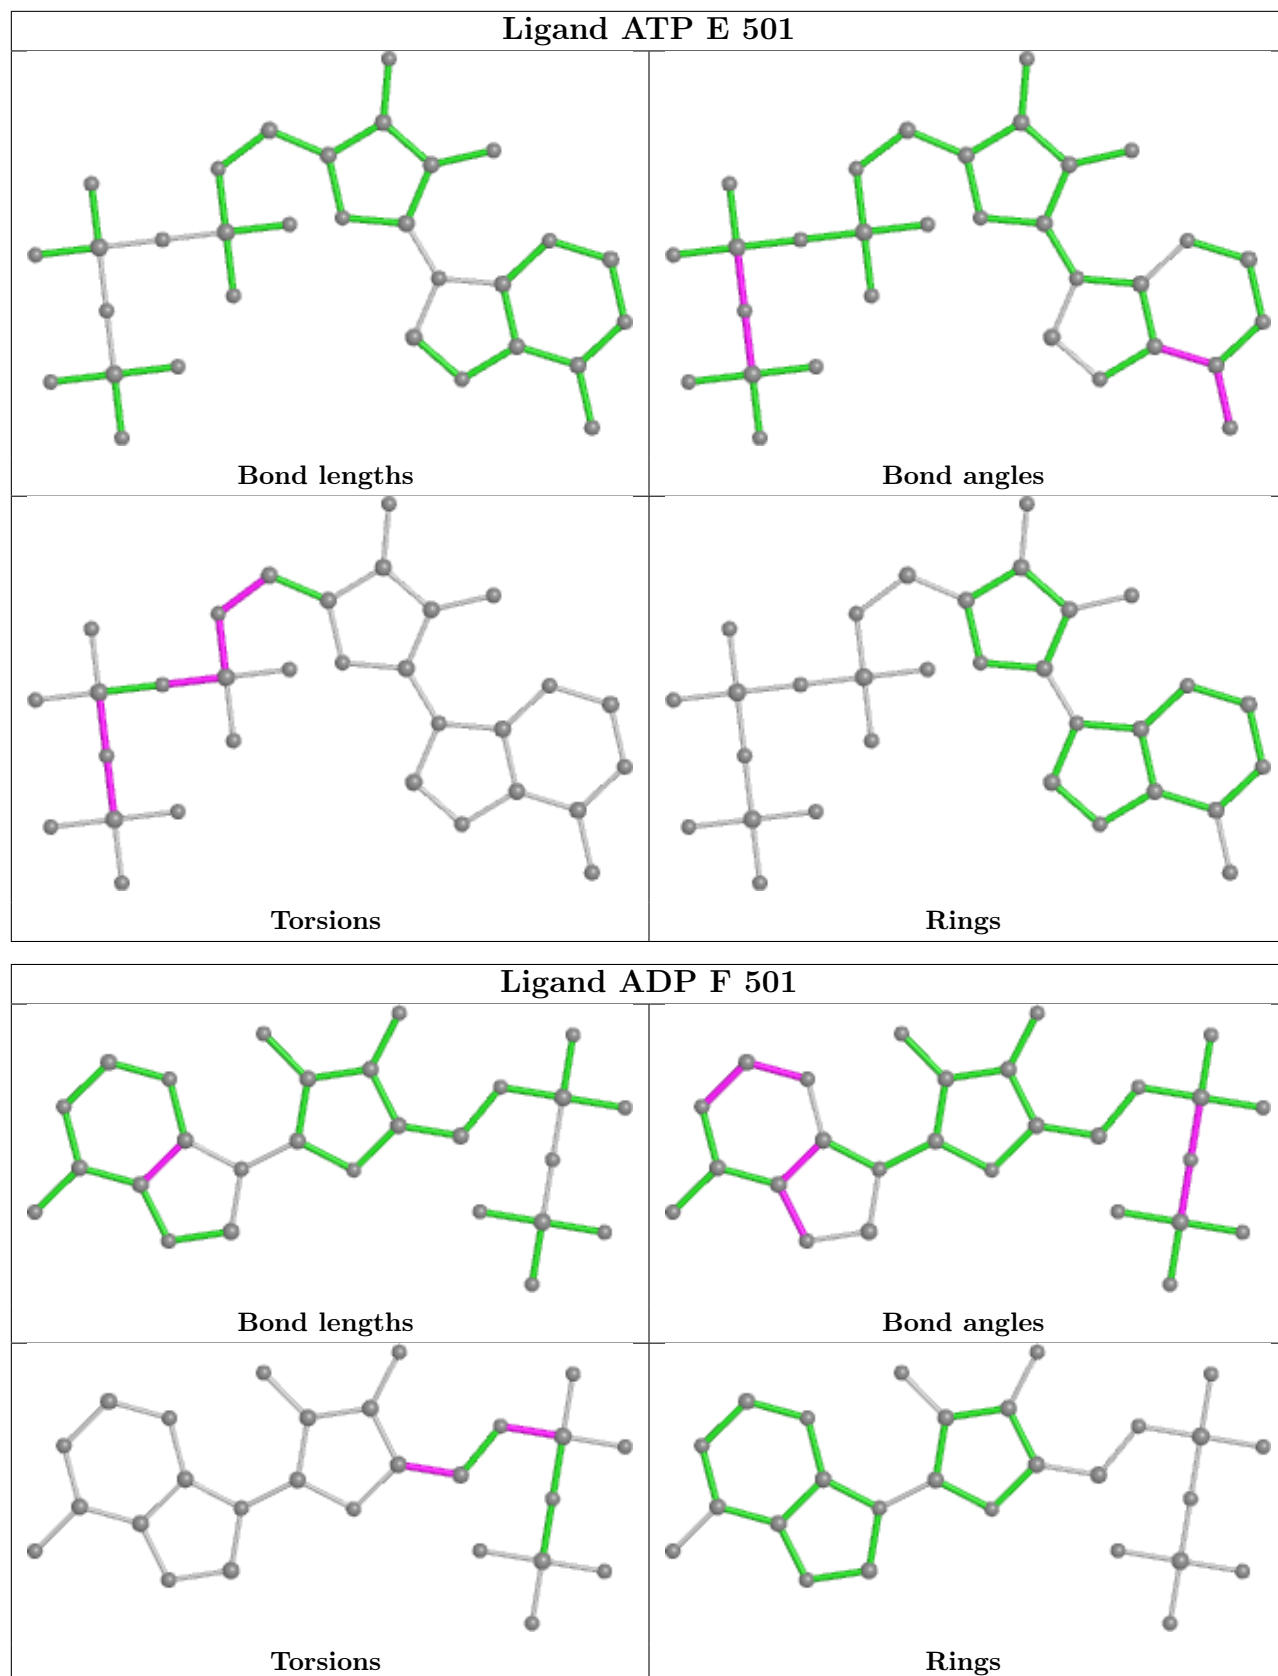 Ligand ATP E 501
Bond lengths
Bond angles
Torsions
Rings
Ligand ADP F 501
Bond lengths
Bond angles
Torsions
Rings